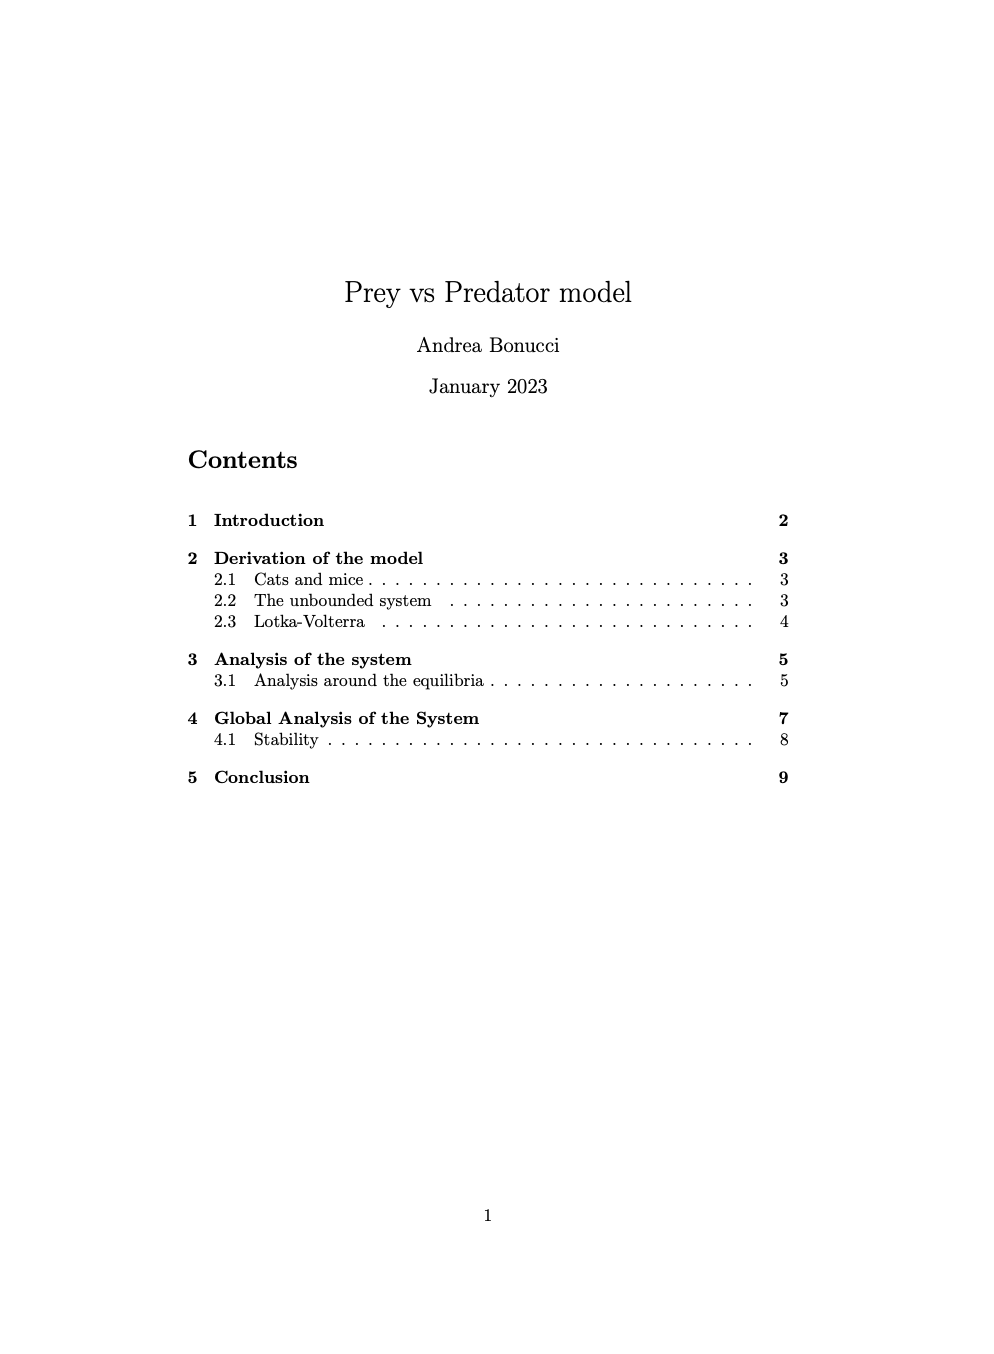 Prey vs Predator model
Andrea Bonucci
January 2023
Contents
1 Introduction 2
2 Derivation of the model 3
2.1 Cats and mice . . . . . . . . . . . . . . . . . . . . . . . . . . . . . 3
2.2 The unbounded system . . . . . . . . . . . . . . . . . . . . . . . 3
2.3 Lotka-Volterra . . . . . . . . . . . . . . . . . . . . . . . . . . . . 4
3 Analysis of the system 5
3.1 Analysis around the equilibria . . . . . . . . . . . . . . . . . . . . 5
4 Global Analysis of the System 7
4.1 Stability . . . . . . . . . . . . . . . . . . . . . . . . . . . . . . . . 8
5 Conclusion 9
1